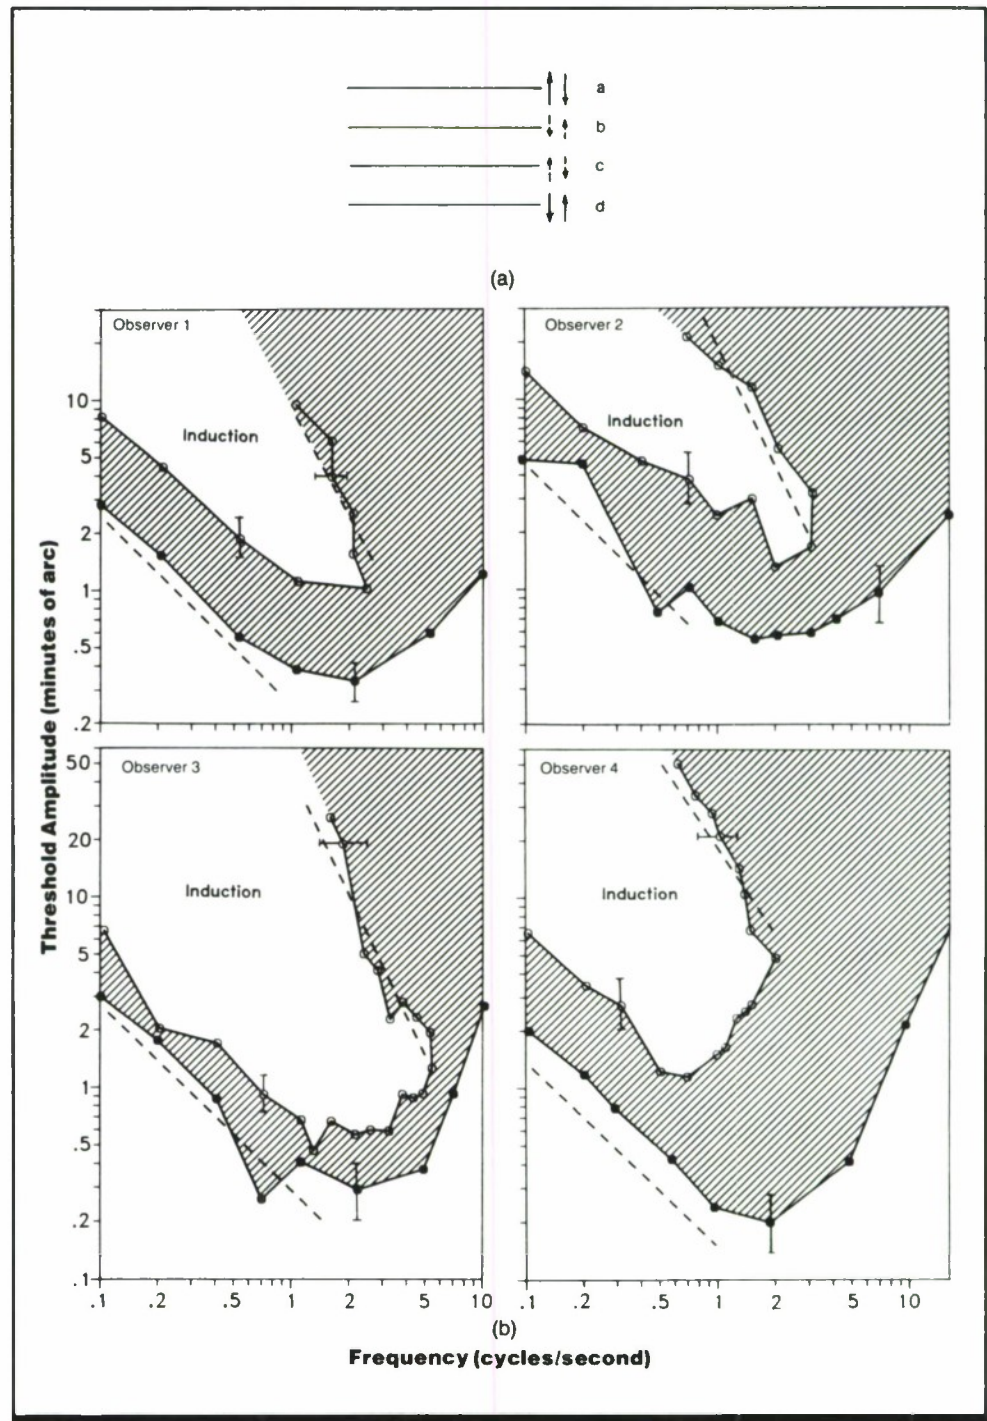 a
b
c
d
(a)
Observer 1
Induction
10
5
2
1
.5
.2
Observer 2
Induction
Observer 3
Induction
50
20
10
5
2
1
.5
.2
.1
.1 .2 .5 1 2 5 10
Observer 4
Induction
.1 .2 .5 1 2 5 10
Threshold Amplitude (minutes of arc)
(b)
Frequency (cycles/second)